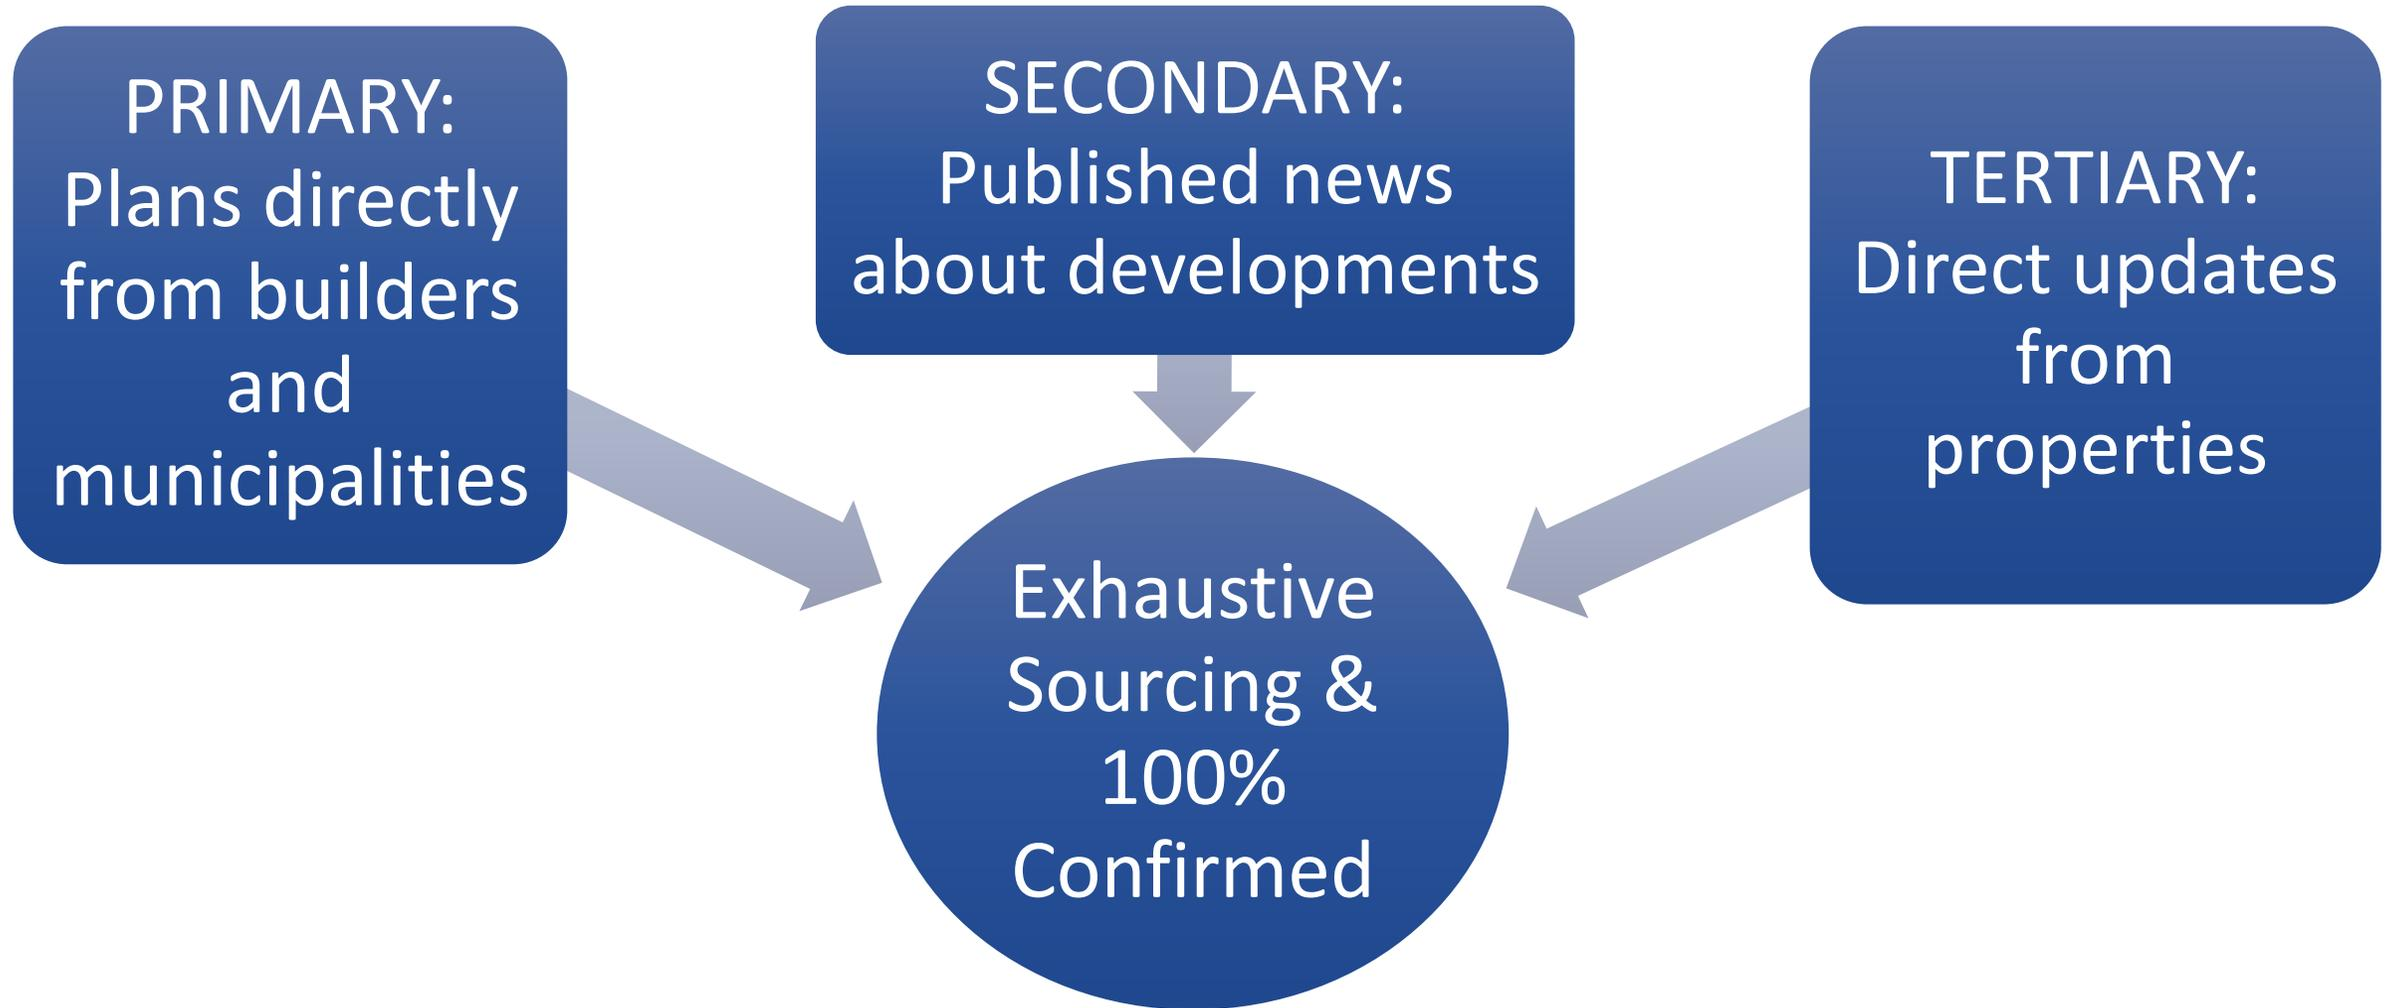 PRIMARY:
Plans directly
from builders
and
municipalities
SECONDARY:
Published news
about developments
TERTIARY:
Direct updates
from
properties
Exhaustive
Sourcing &
100%
Confirmed